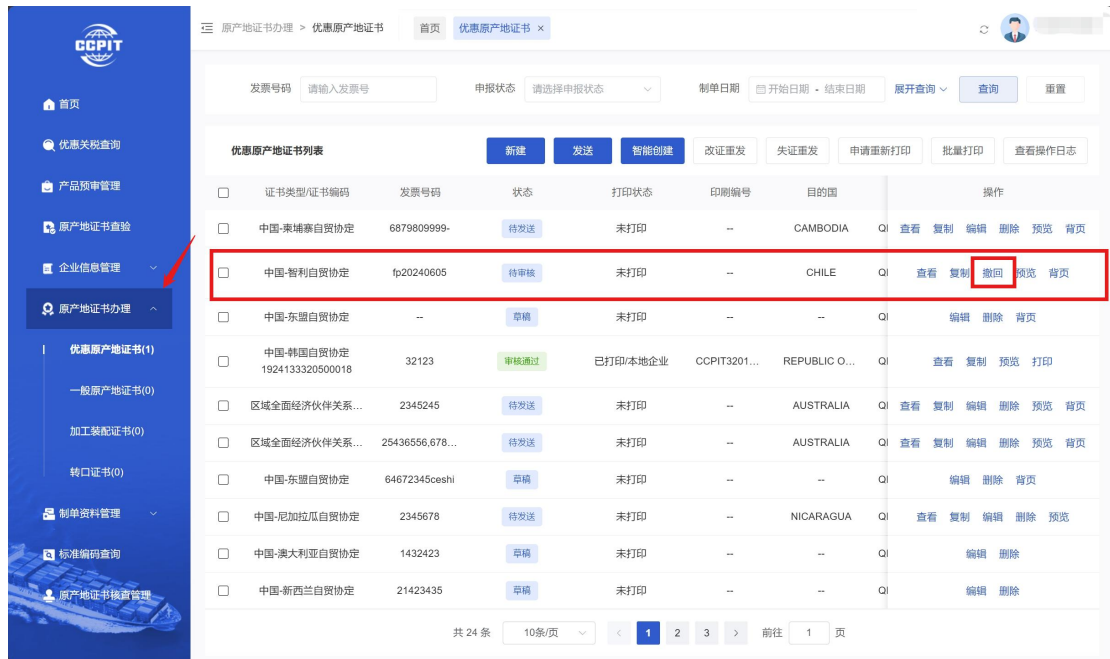 CCPIT
首页
优惠关税查询
产品预审管理
原产地证书查验
企业信息管理
原产地证书办理
优惠原产地证书(1)
一般原产地证书(0)
加工装配证书(0)
转口证书(0)
制单资料管理
标准编码查询
原产地证书核查管理
原产地证书办理 > 优惠原产地证书 首页 优惠原产地证书 ×
发票号码 请输入发票号 申报状态 请选择申报状态 制单日期 开始日期 - 结束日期 展开查询 查询 重置
优惠原产地证书列表 新建 发送 智能创建 改证重发 失证重发 申请重新打印 批量打印 查看操作日志
证书类型/证书编码 发票号码 状态 打印状态 印刷编号 目的国 操作
中国-柬埔寨自贸协定 6879809999- 待发送 未打印 -- CAMBODIA QI 查看 复制 编辑 删除 预览 背页
中国-智利自贸协定 fp20240605 待审核 未打印 -- CHILE QI 查看 复制 撤回 预览 背页
中国-东盟自贸协定 -- 草稿 未打印 -- -- QI 编辑 删除 背页
中国-韩国自贸协定
1924133320500018 32123 审核通过 已打印/本地企业 CCPIT3201... REPUBLIC O... QI 查看 复制 预览 打印
区域全面经济伙伴关系... 2345245 待发送 未打印 -- AUSTRALIA QI 查看 复制 编辑 删除 预览 背页
区域全面经济伙伴关系... 25436556,678... 待发送 未打印 -- AUSTRALIA QI 查看 复制 编辑 删除 预览 背页
中国-东盟自贸协定 64672345ceshi 草稿 未打印 -- -- QI 编辑 删除 背页
中国-尼加拉瓜自贸协定 2345678 待发送 未打印 -- NICARAGUA QI 查看 复制 编辑 删除 预览
中国-澳大利亚自贸协定 1432423 草稿 未打印 -- -- QI 编辑 删除
中国-新西兰自贸协定 21423435 草稿 未打印 -- -- QI 编辑 删除
共 24 条 10条/页 < 1 2 3 > 前往 1 页